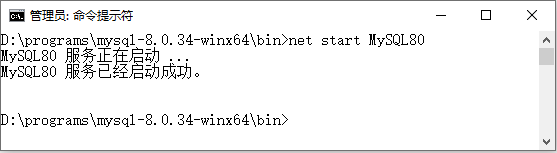 管理员: 命令提示符
D:\programs\mysql-8.0.34-winx64\bin>net start MySQL80
MySQL80 服务正在启动 ...
MySQL80 服务已经启动成功。
D:\programs\mysql-8.0.34-winx64\bin>